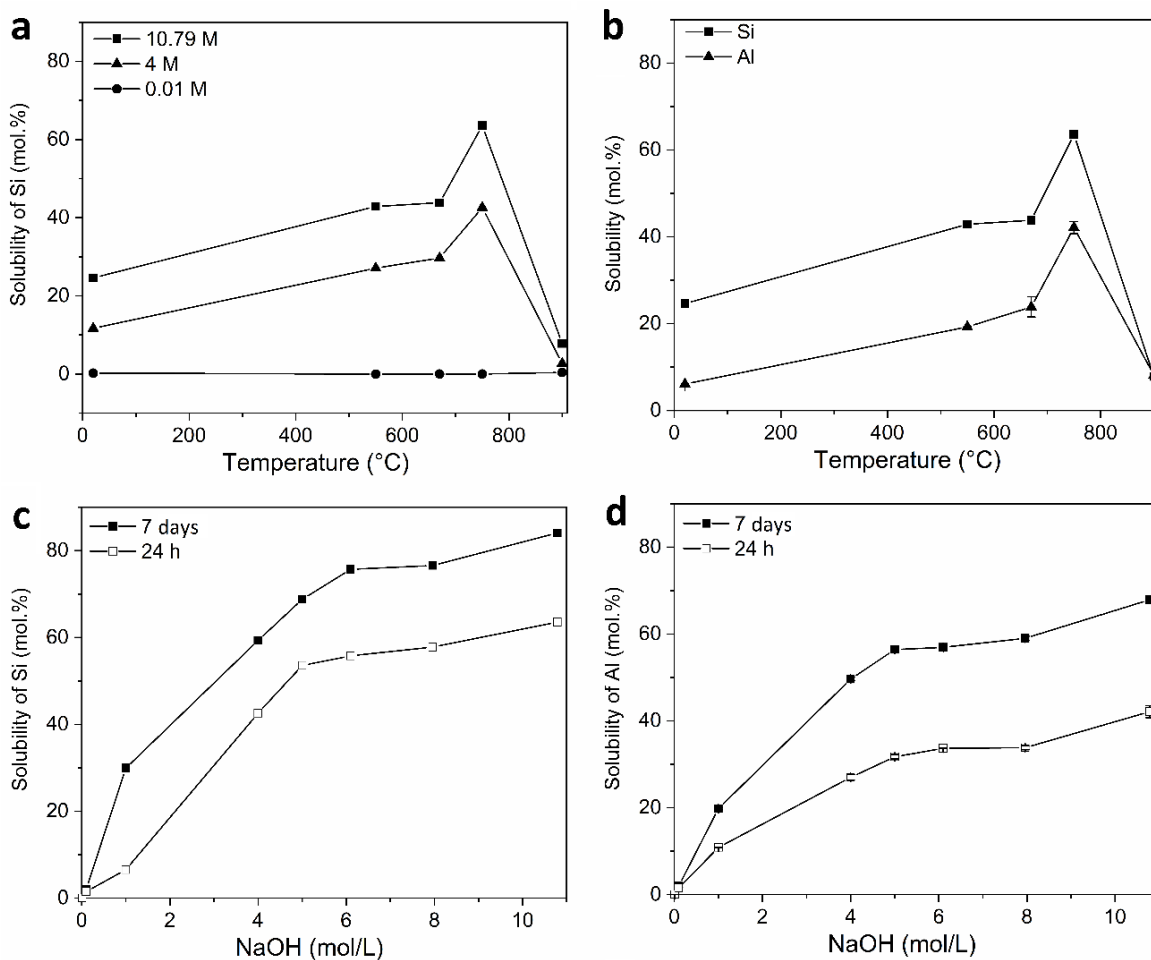 a
10.79 M
4 M
0.01 M
80
60
40
20
0
Solubility of Si (mol.%)
0 200 400 600 800
Temperature (°C)
b
Si
Al
80
60
40
20
0
Solubility (mol.%)
0 200 400 600 800
Temperature (°C)
c
7 days
24 h
80
60
40
20
0
Solubility of Si (mol.%)
0 2 4 6 8 10
NaOH (mol/L)
d
7 days
24 h
80
60
40
20
0
Solubility of Al (mol.%)
0 2 4 6 8 10
NaOH (mol/L)